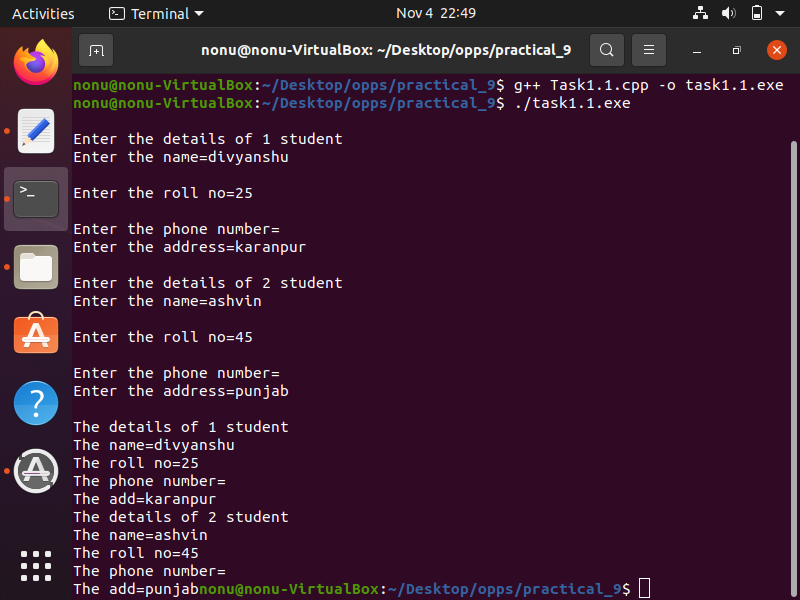 Activities
Terminal
Nov 4 22:49
nonu@nonu-VirtualBox: ~/Desktop/opps/practical_9
nonu@nonu-VirtualBox:~/Desktop/opps/practical_9$ g++ Task1.1.cpp -o task1.1.exe
nonu@nonu-VirtualBox:~/Desktop/opps/practical_9$ ./task1.1.exe
Enter the details of 1 student
Enter the name=divyanshu
Enter the roll no=25
Enter the phone number=
Enter the address=karanpur
Enter the details of 2 student
Enter the name=ashvin
Enter the roll no=45
Enter the phone number=
Enter the address=punjab
The details of 1 student
The name=divyanshu
The roll no=25
The phone number=
The add=karanpur
The details of 2 student
The name=ashvin
The roll no=45
The phone number=
The add=punjabnonu@nonu-VirtualBox:~/Desktop/opps/practical_9$